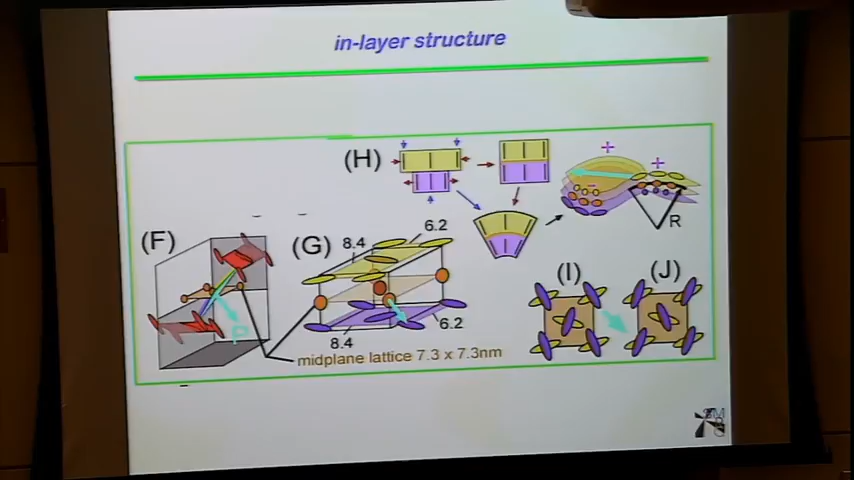 in-layer structure
(H)
+
+
R
(F)
(G)
8.4
6.2
(I)
(J)
P
8.4
6.2
midplane lattice 7.3 x 7.3nm